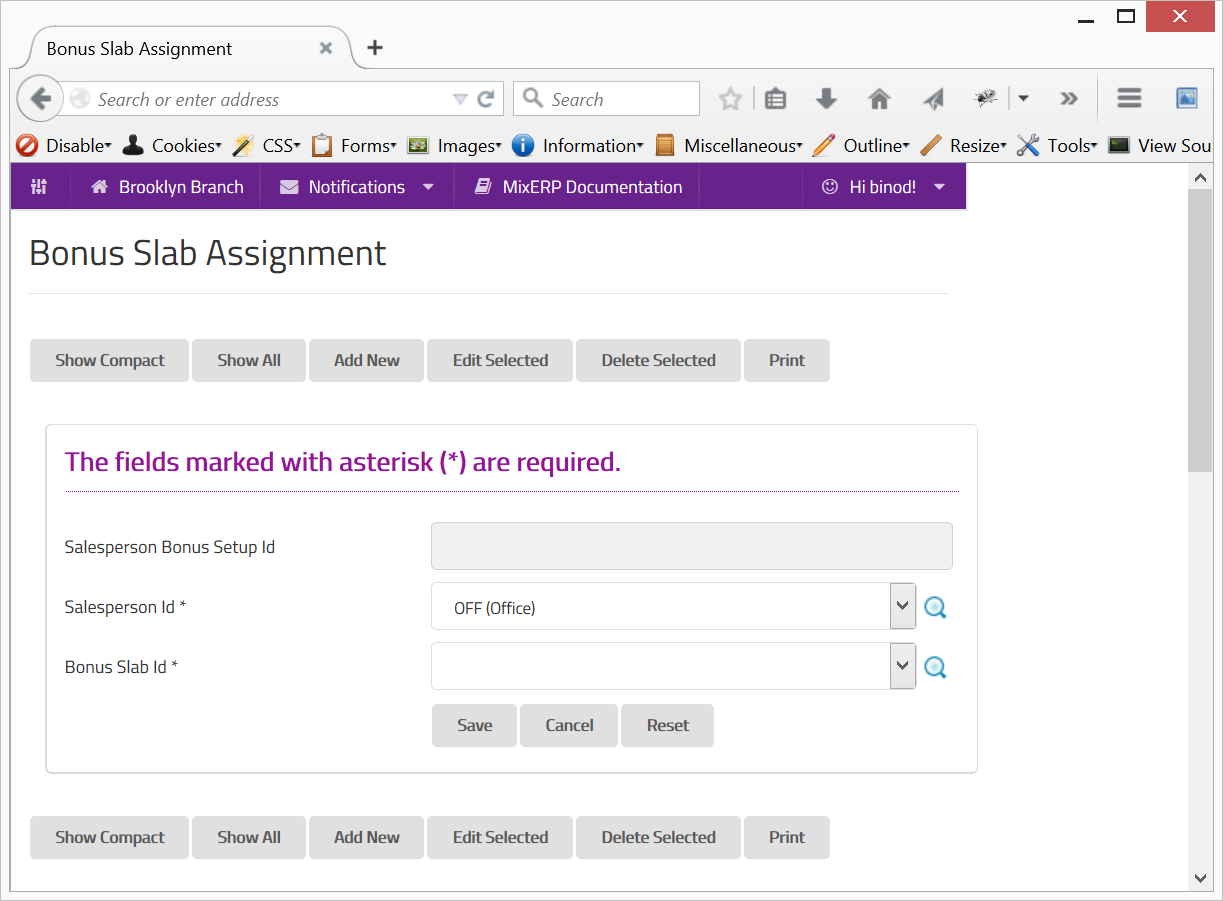 Bonus Slab Assignment
Search or enter address Search
Disable Cookies CSS Forms Images Information Miscellaneous Outline Resize Tools View Sou
Brooklyn Branch Notifications MixERP Documentation Hi binod!
Bonus Slab Assignment
Show Compact Show All Add New Edit Selected Delete Selected Print
The fields marked with asterisk (*) are required.
Salesperson Bonus Setup Id
Salesperson Id * OFF (Office)
Bonus Slab Id *
Save Cancel Reset
Show Compact Show All Add New Edit Selected Delete Selected Print